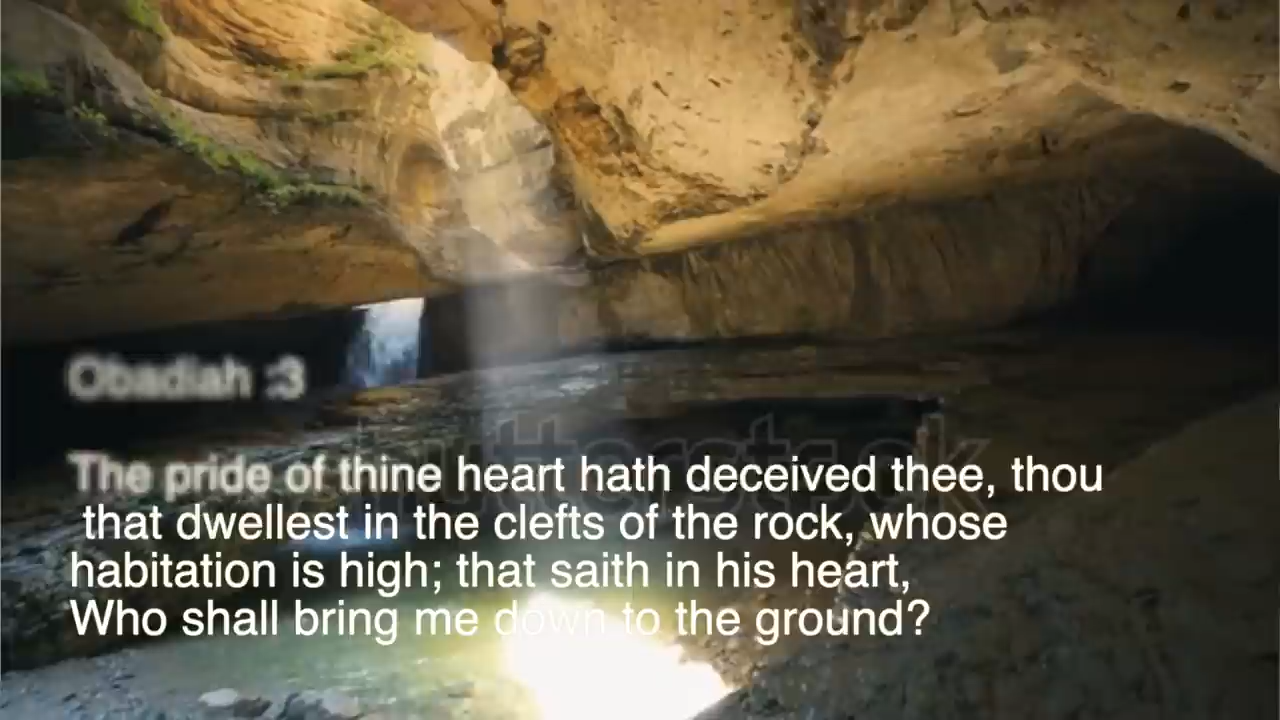 Obadiah :3
The pride of thine heart hath deceived thee, thou
that dwellest in the clefts of the rock, whose
habitation is high; that saith in his heart,
Who shall bring me down to the ground?
shutterstock